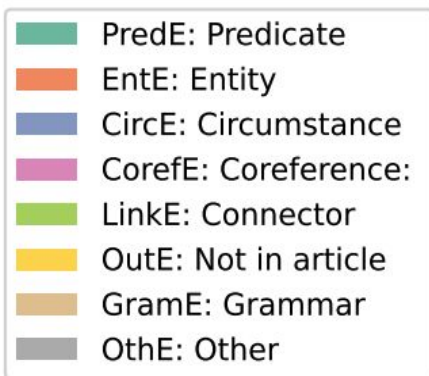 PredE: Predicate
EntE: Entity
CircE: Circumstance
CorefE: Coreference:
LinkE: Connector
OutE: Not in article
GramE: Grammar
OthE: Other